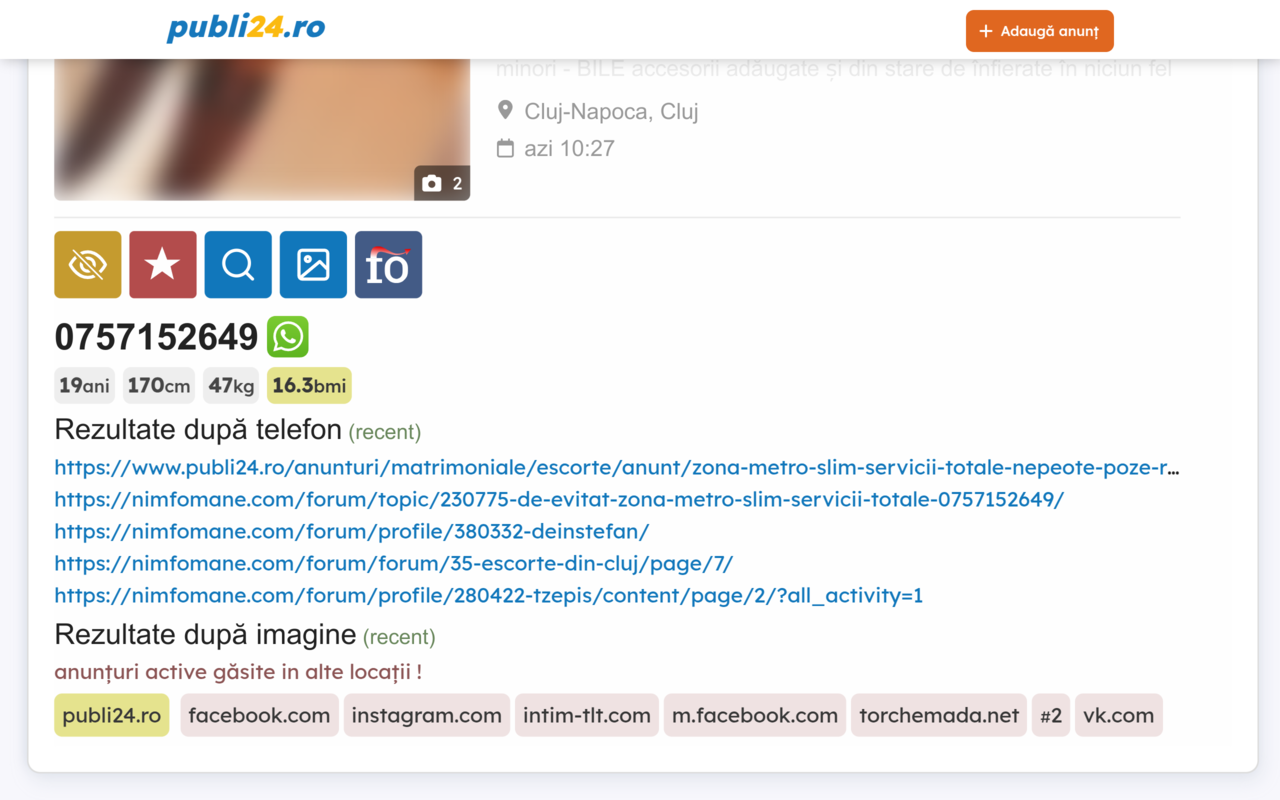 publi24.ro
+ Adaugă anunț
minori - BILE accesorii adăugate și din stare de înfierate în niciun fel
Cluj-Napoca, Cluj
azi 10:27
2
fo
0757152649
19ani 170cm 47kg 16.3bmi
Rezultate după telefon (recent)
https://www.publi24.ro/anunturi/matrimoniale/escorte/anunt/zona-metro-slim-servicii-totale-nepeote-poze-r...
https://nimfomane.com/forum/topic/230775-de-evitat-zona-metro-slim-servicii-totale-0757152649/
https://nimfomane.com/forum/profile/380332-deinstefan/
https://nimfomane.com/forum/forum/35-escorte-din-cluj/page/7/
https://nimfomane.com/forum/profile/280422-tzepis/content/page/2/?all_activity=1
Rezultate după imagine (recent)
anunțuri active găsite in alte locații !
publi24.ro facebook.com instagram.com intim-tlt.com m.facebook.com torchemada.net #2 vk.com